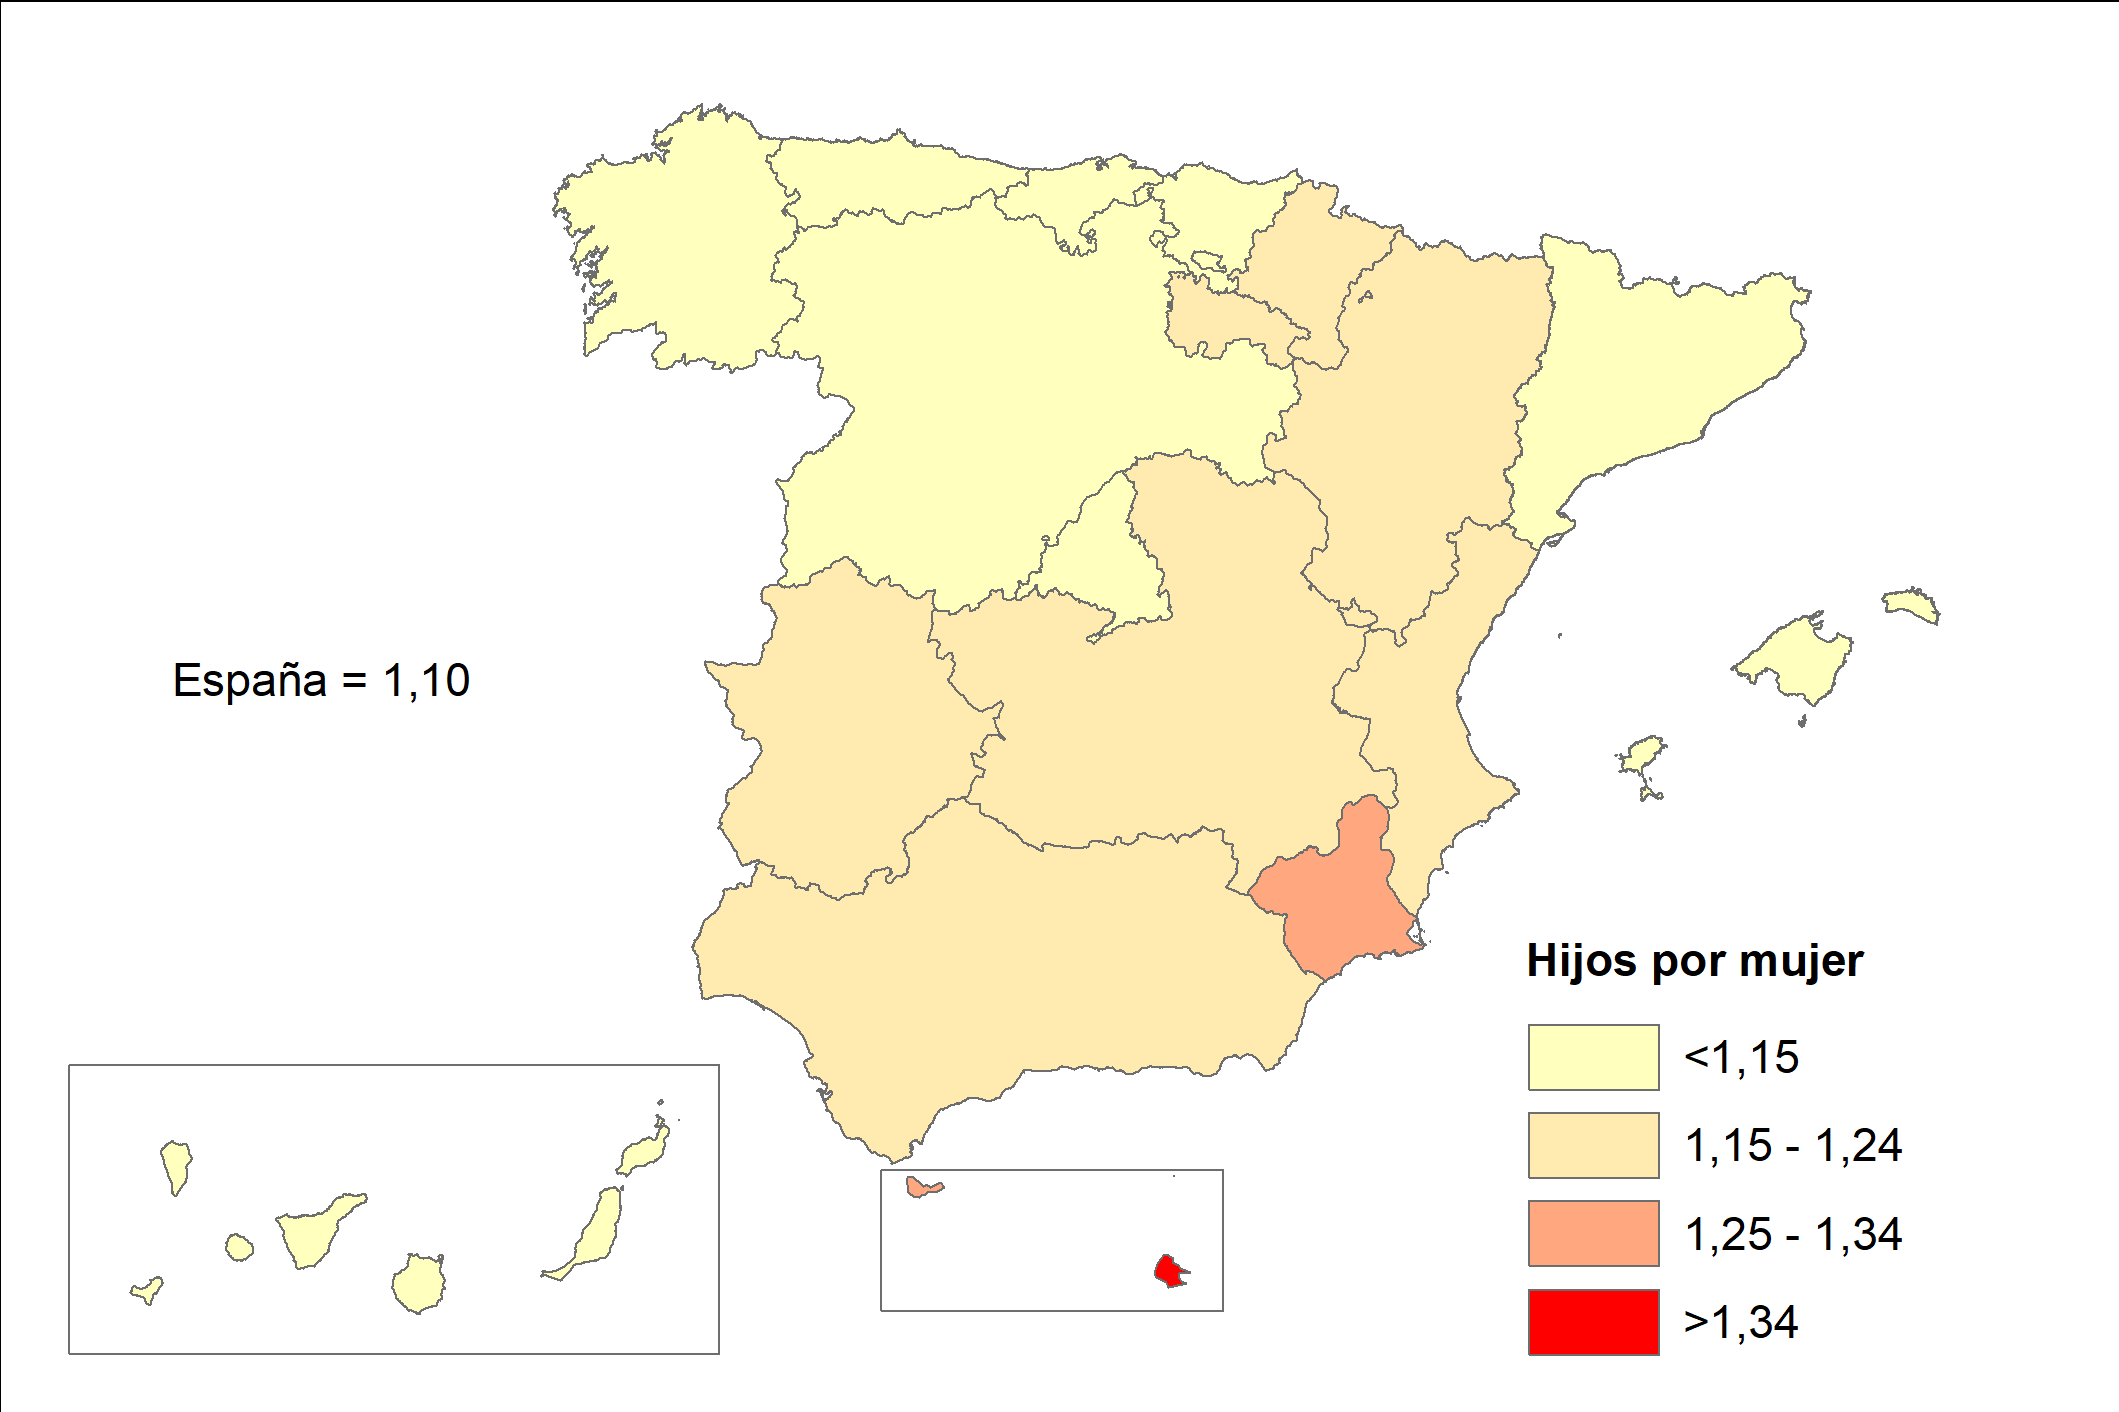 España = 1,10
Hijos por mujer
<1,15
1,15 - 1,24
1,25 - 1,34
>1,34